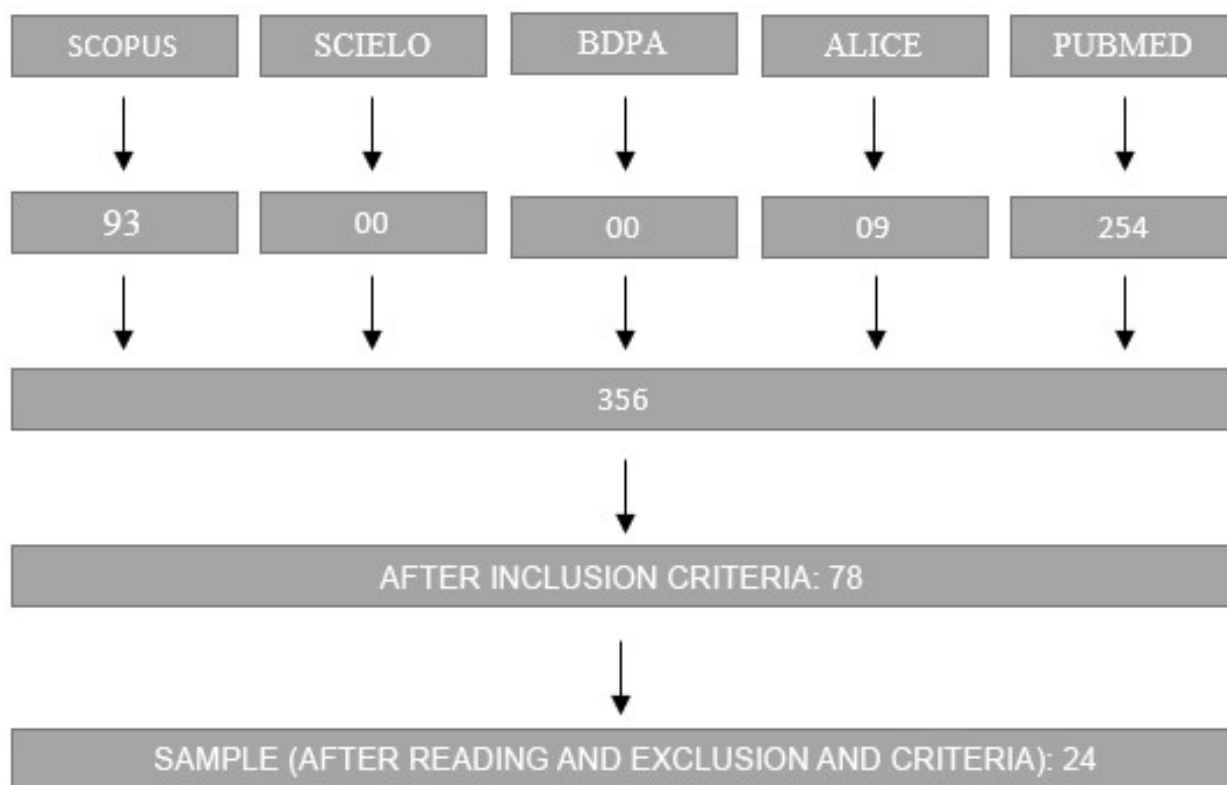 SCOPUS
SCIELO
BDPA
ALICE
PUBMED
93
00
00
09
254
356
AFTER INCLUSION CRITERIA: 78
SAMPLE (AFTER READING AND EXCLUSION AND CRITERIA): 24